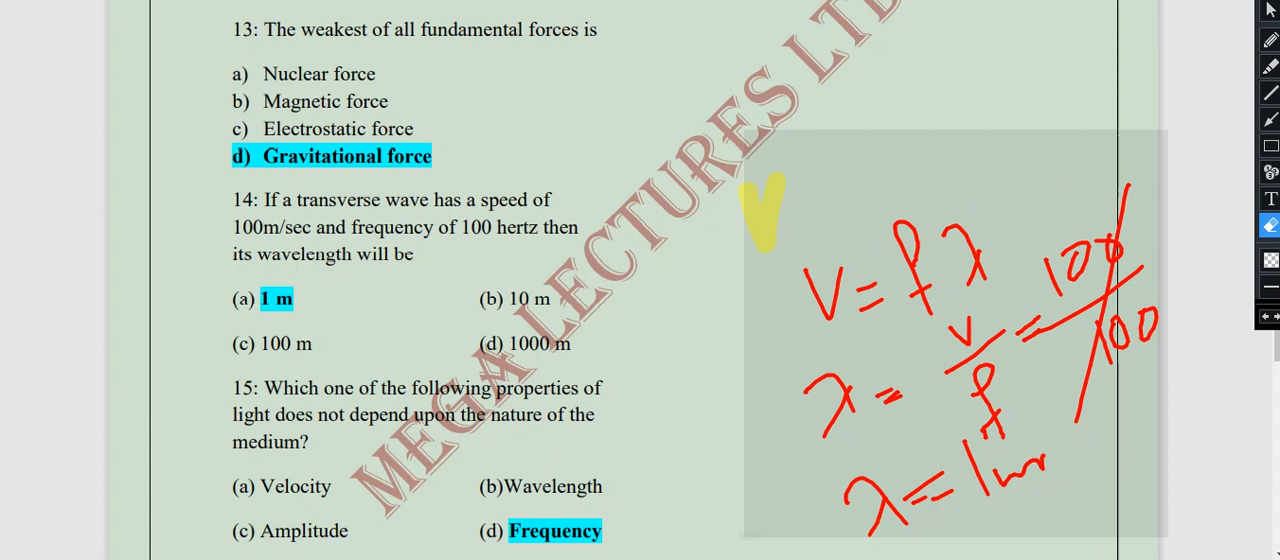 13: The weakest of all fundamental forces is
a) Nuclear force
b) Magnetic force
c) Electrostatic force
d) Gravitational force
14: If a transverse wave has a speed of
100m/sec and frequency of 100 hertz then
its wavelength will be
(a) 1 m (b) 10 m
(c) 100 m (d) 1000 m
15: Which one of the following properties of
light does not depend upon the nature of the
medium?
(a) Velocity (b)Wavelength
(c) Amplitude (d) Frequency
MEGA LECTURES LT
V
V = f λ
λ = V/f = 100/100
λ = 1m